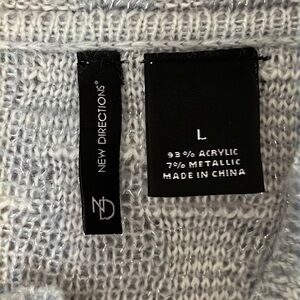 NEW DIRECTIONS®
ND
L
93% ACRYLIC
7% METALLIC
MADE IN CHINA